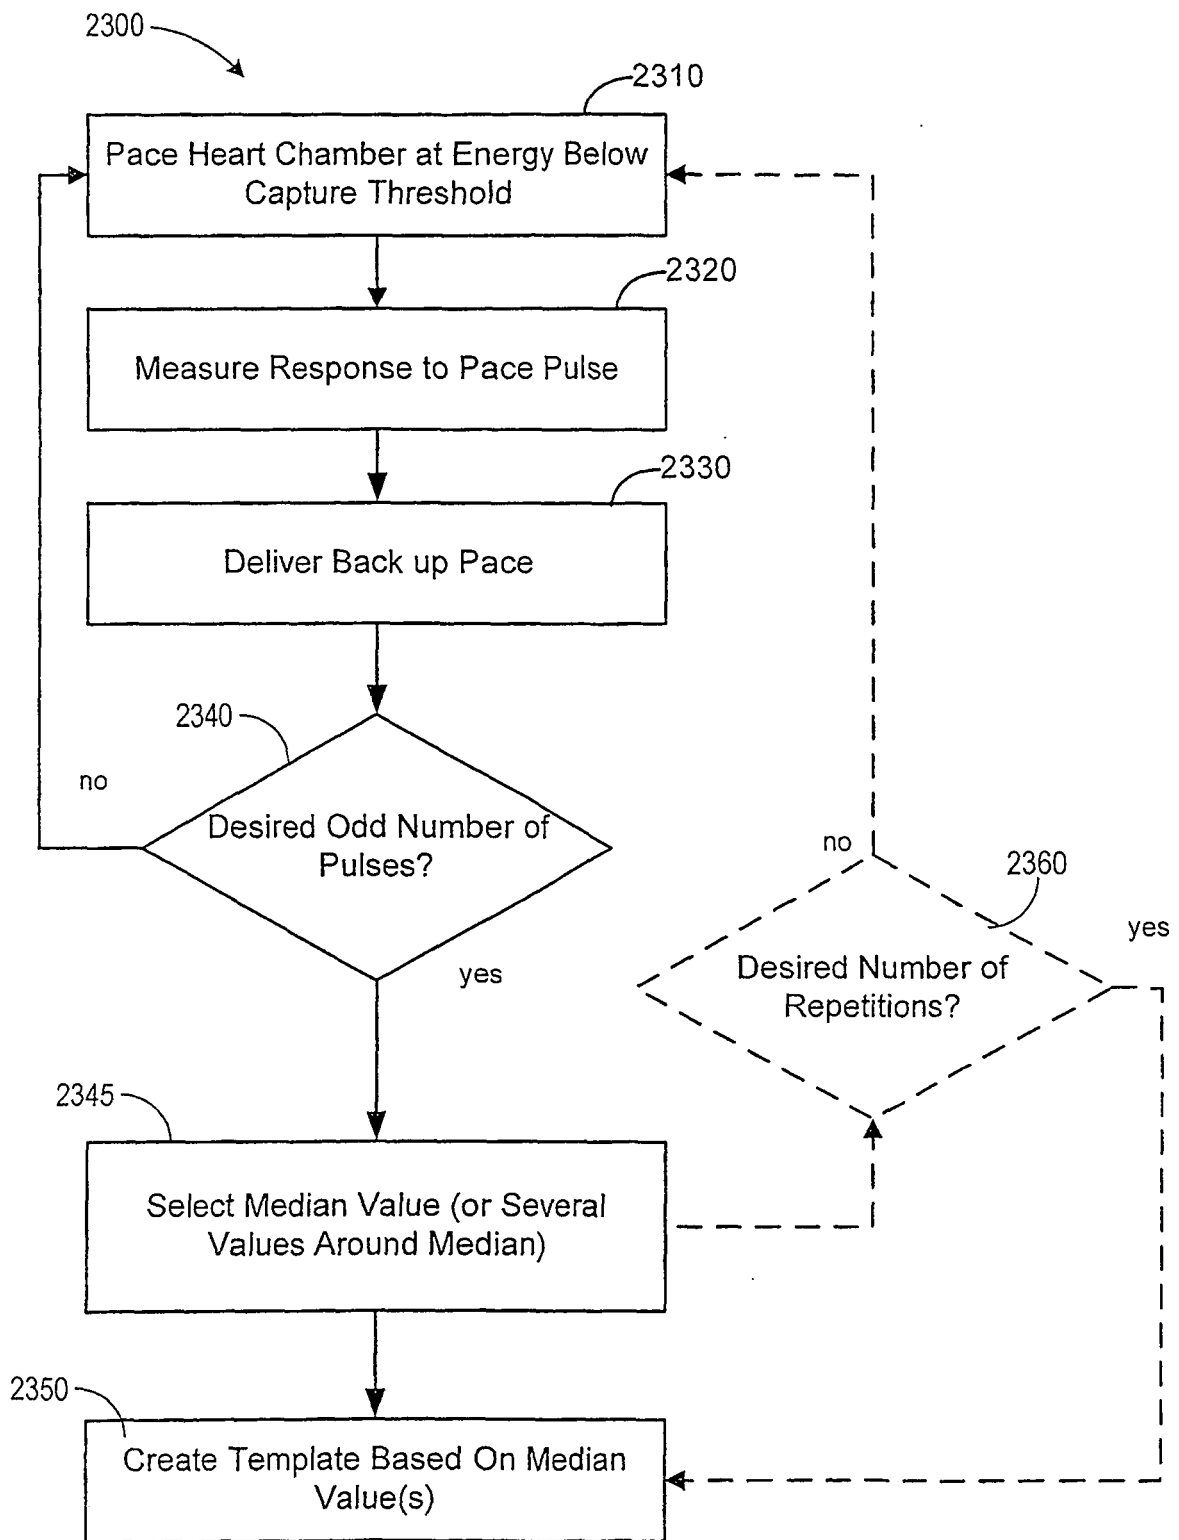 2300
2310
Pace Heart Chamber at Energy Below
Capture Threshold
2320
Measure Response to Pace Pulse
2330
Deliver Back up Pace
2340
no
Desired Odd Number of
Pulses?
yes
no
2360
yes
Desired Number of
Repetitions?
2345
Select Median Value (or Several
Values Around Median)
2350
Create Template Based On Median
Value(s)